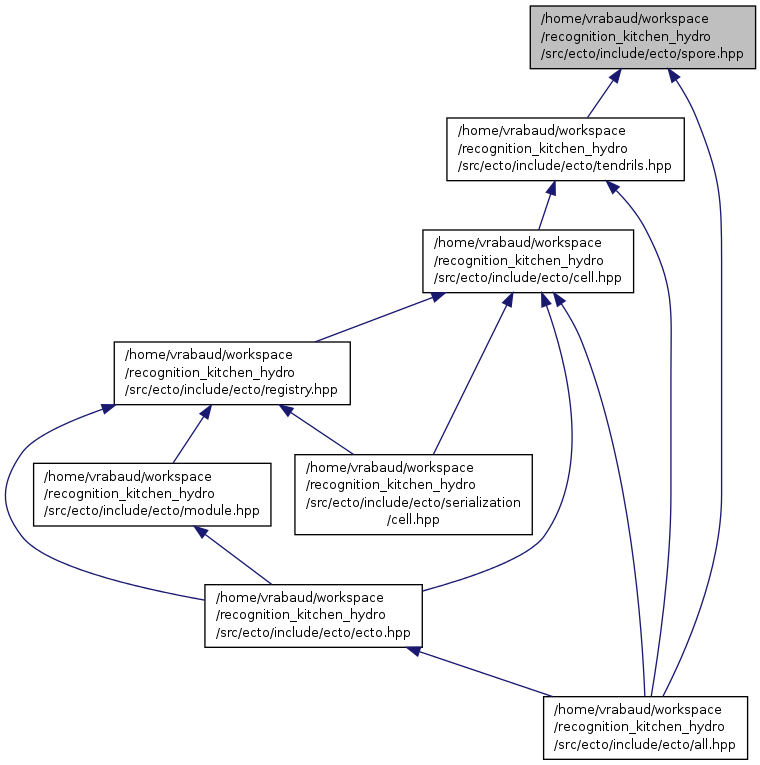 /home/vrabaud/workspace
/recognition_kitchen_hydro
/src/ecto/include/ecto/spore.hpp
/home/vrabaud/workspace
/recognition_kitchen_hydro
/src/ecto/include/ecto/tendrils.hpp
/home/vrabaud/workspace
/recognition_kitchen_hydro
/src/ecto/include/ecto/cell.hpp
/home/vrabaud/workspace
/recognition_kitchen_hydro
/src/ecto/include/ecto/registry.hpp
/home/vrabaud/workspace
/recognition_kitchen_hydro
/src/ecto/include/ecto/module.hpp
/home/vrabaud/workspace
/recognition_kitchen_hydro
/src/ecto/include/ecto/serialization
/cell.hpp
/home/vrabaud/workspace
/recognition_kitchen_hydro
/src/ecto/include/ecto/ecto.hpp
/home/vrabaud/workspace
/recognition_kitchen_hydro
/src/ecto/include/ecto/all.hpp